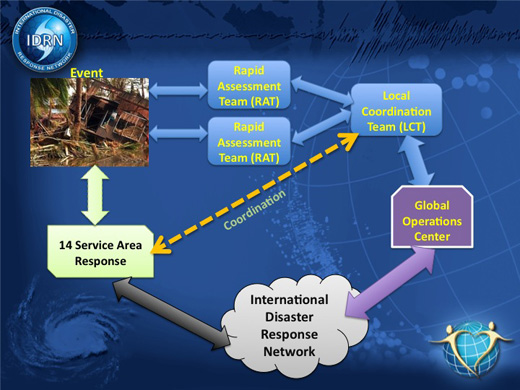 INTERNATIONAL DISASTER
IDRN
RESPONSE NETWORK
Event
Rapid
Assessment
Team (RAT)
Rapid
Assessment
Team (RAT)
Local
Coordination
Team (LCT)
Coordination
Global
Operations
Center
14 Service Area
Response
International
Disaster
Response
Network